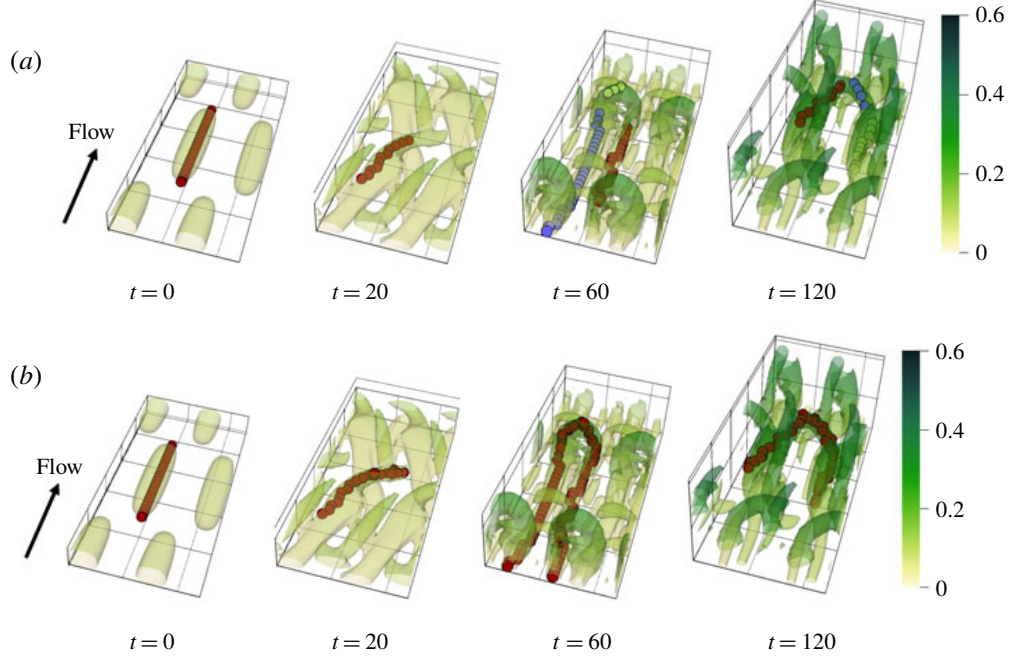 (a)
Flow
0.6
0.4
0.2
0
t = 0
t = 20
t = 60
t = 120
(b)
Flow
0.6
0.4
0.2
0
t = 0
t = 20
t = 60
t = 120